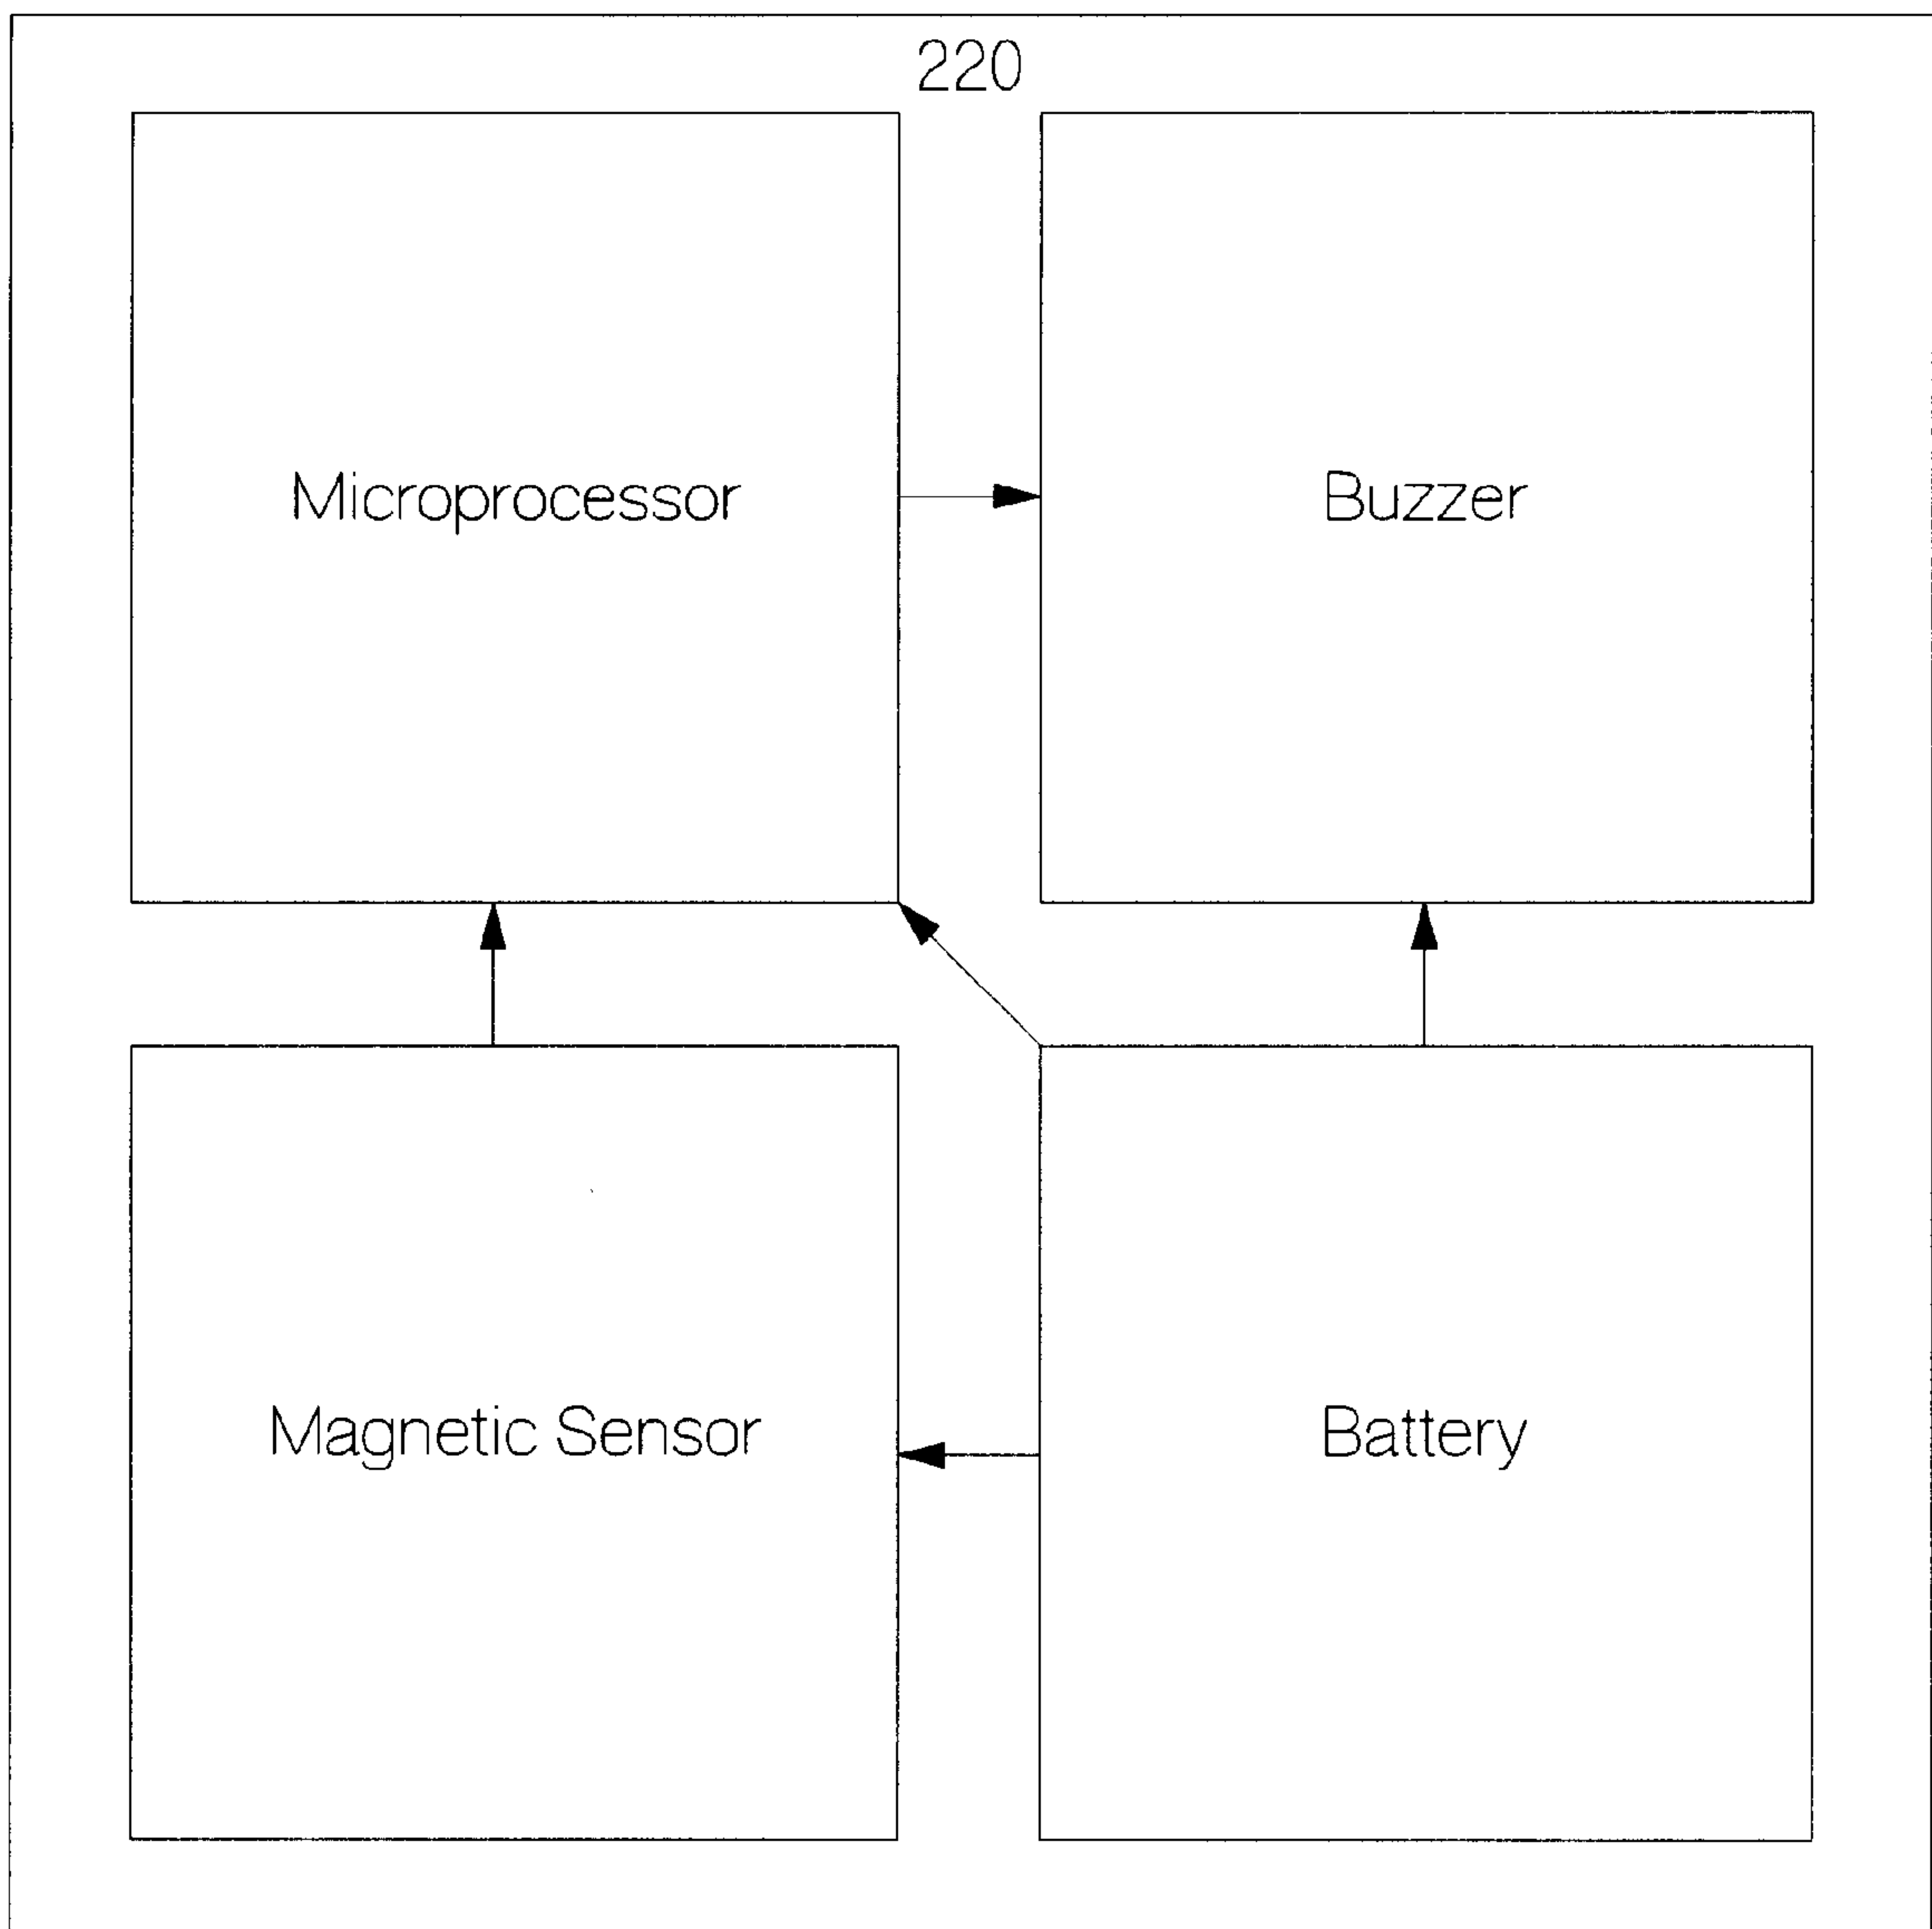 220
Microprocessor
Buzzer
Magnetic Sensor
Battery